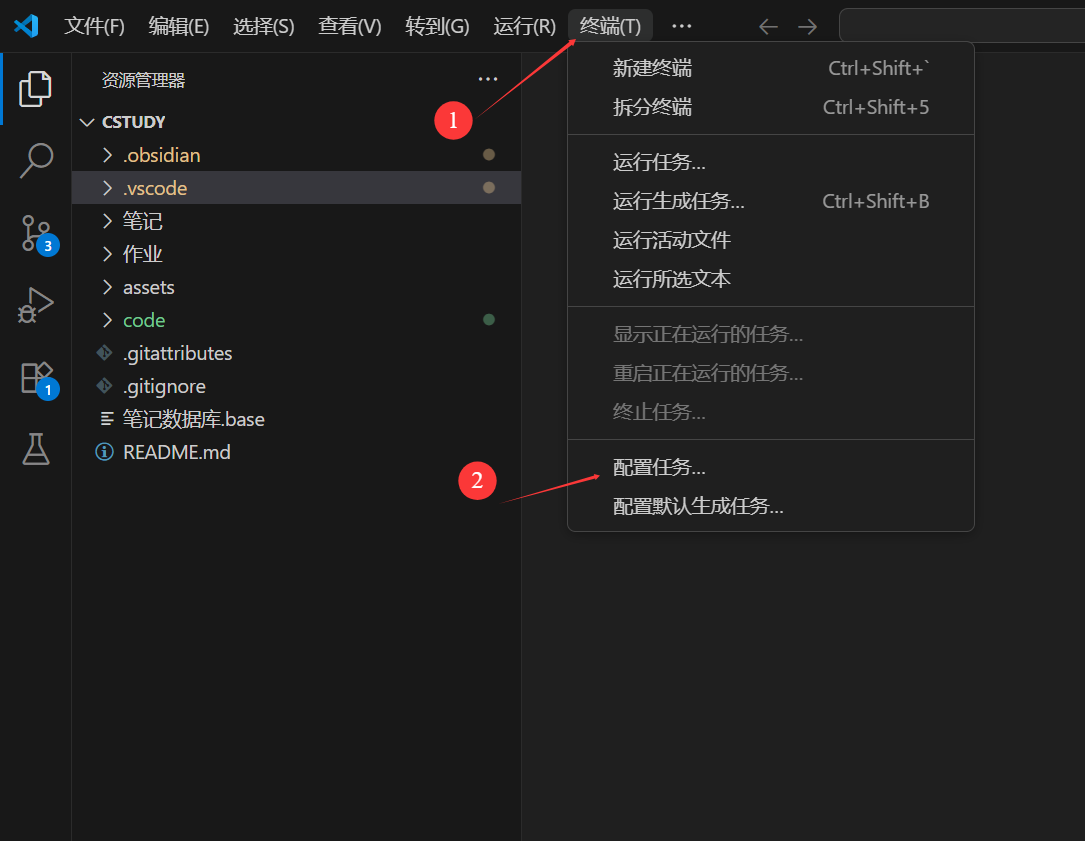 文件(F) 编辑(E) 选择(S) 查看(V) 转到(G) 运行(R) 终端(T) ···
资源管理器 ···
CSTUDY
.obsidian
.vscode
笔记
作业
assets
code
.gitattributes
.gitignore
笔记数据库.base
README.md
3
1
1
2
新建终端 Ctrl+Shift+`
拆分终端 Ctrl+Shift+5
运行任务...
运行生成任务... Ctrl+Shift+B
运行活动文件
运行所选文本
显示正在运行的任务...
重启正在运行的任务...
终止任务...
配置任务...
配置默认生成任务...